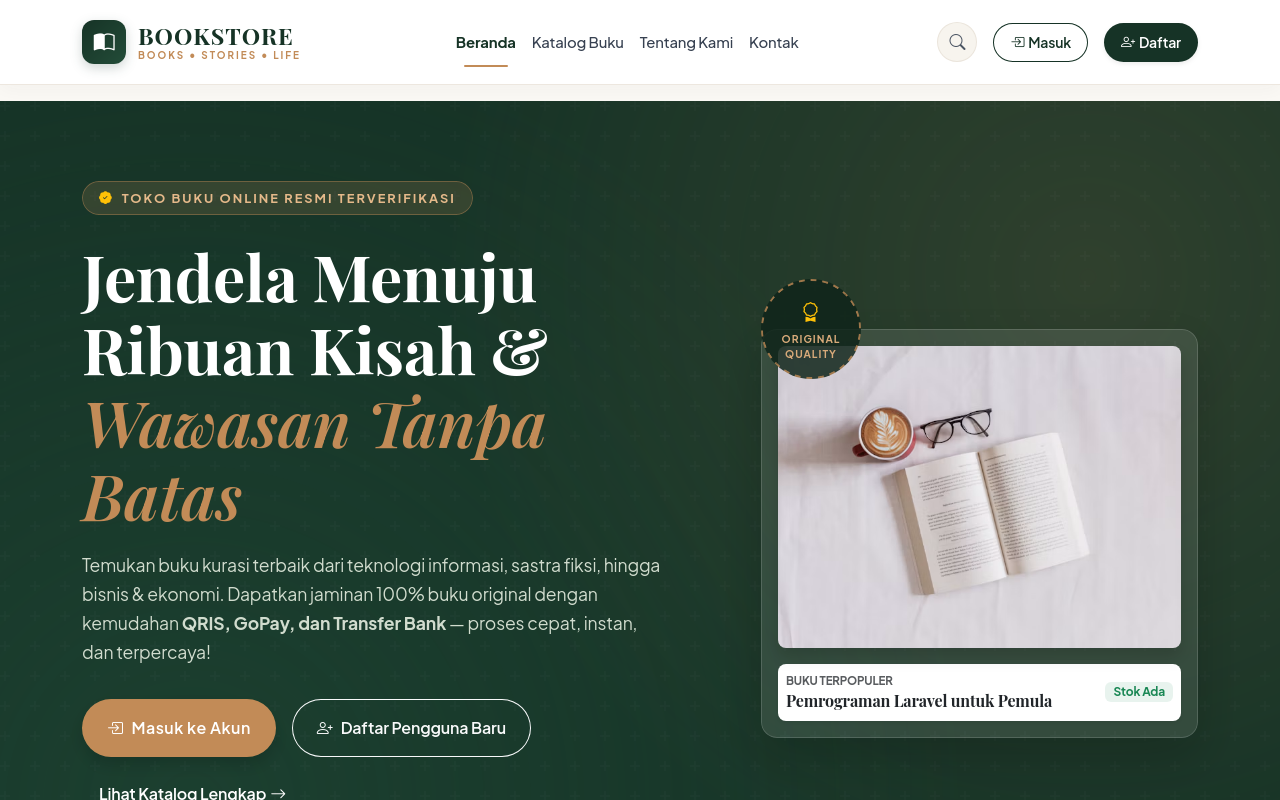 BOOKSTORE
BOOKS • STORIES • LIFE
Beranda
Katalog Buku
Tentang Kami
Kontak
Masuk
Daftar
TOKO BUKU ONLINE RESMI TERVERIFIKASI
Jendela Menuju
Ribuan Kisah &
Wawasan Tanpa
Batas
Temukan buku kurasi terbaik dari teknologi informasi, sastra fiksi, hingga
bisnis & ekonomi. Dapatkan jaminan 100% buku original dengan
kemudahan QRIS, GoPay, dan Transfer Bank — proses cepat, instan,
dan terpercaya!
Masuk ke Akun
Daftar Pengguna Baru
Lihat Katalog Lengkap →
ORIGINAL
QUALITY
BUKU TERPOPULER
Pemrograman Laravel untuk Pemula
Stok Ada